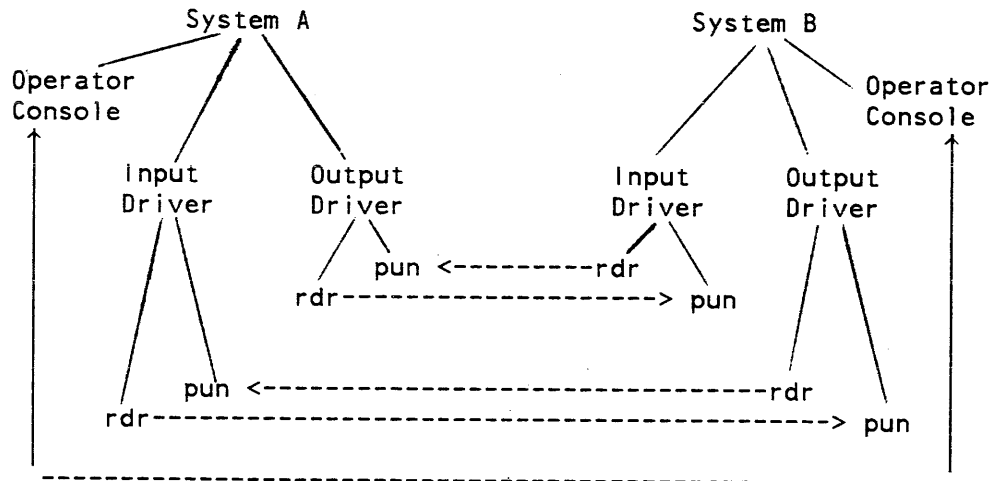 System A
System B
Operator
Console
Operator
Console
Input
Driver
Output
Driver
Input
Driver
Output
Driver
pun <--------rdr
rdr---------------> pun
pun <------------------------rdr
rdr--------------------------------> pun